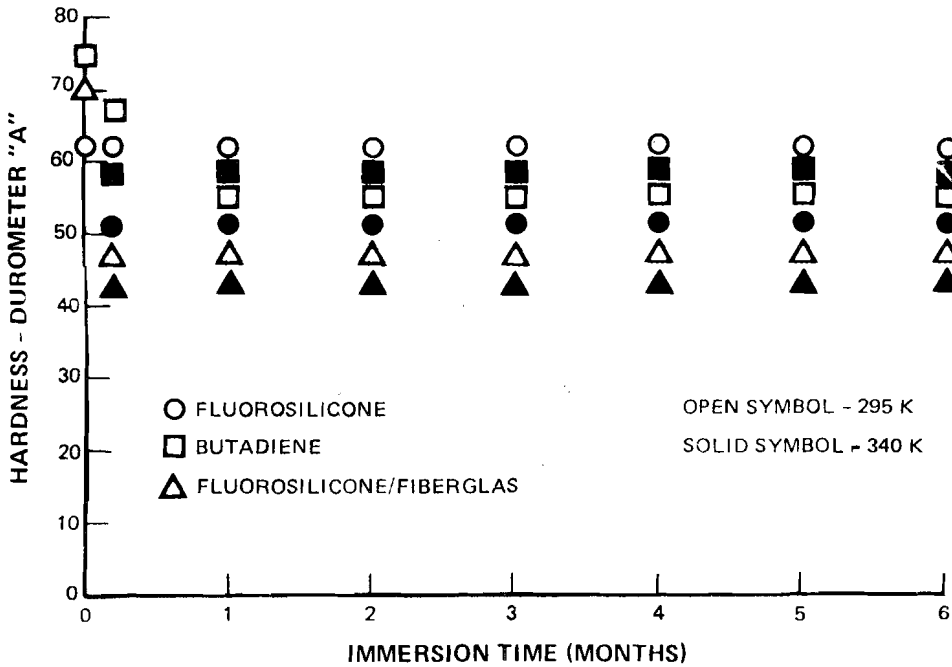 HARDNESS - DUROMETER "A"
80
70
60
50
40
30
20
10
0
FLUOROSILICONE
BUTADIENE
FLUOROSILICONE/FIBERGLAS
OPEN SYMBOL - 295 K
SOLID SYMBOL - 340 K
0 1 2 3 4 5 6
IMMERSION TIME (MONTHS)